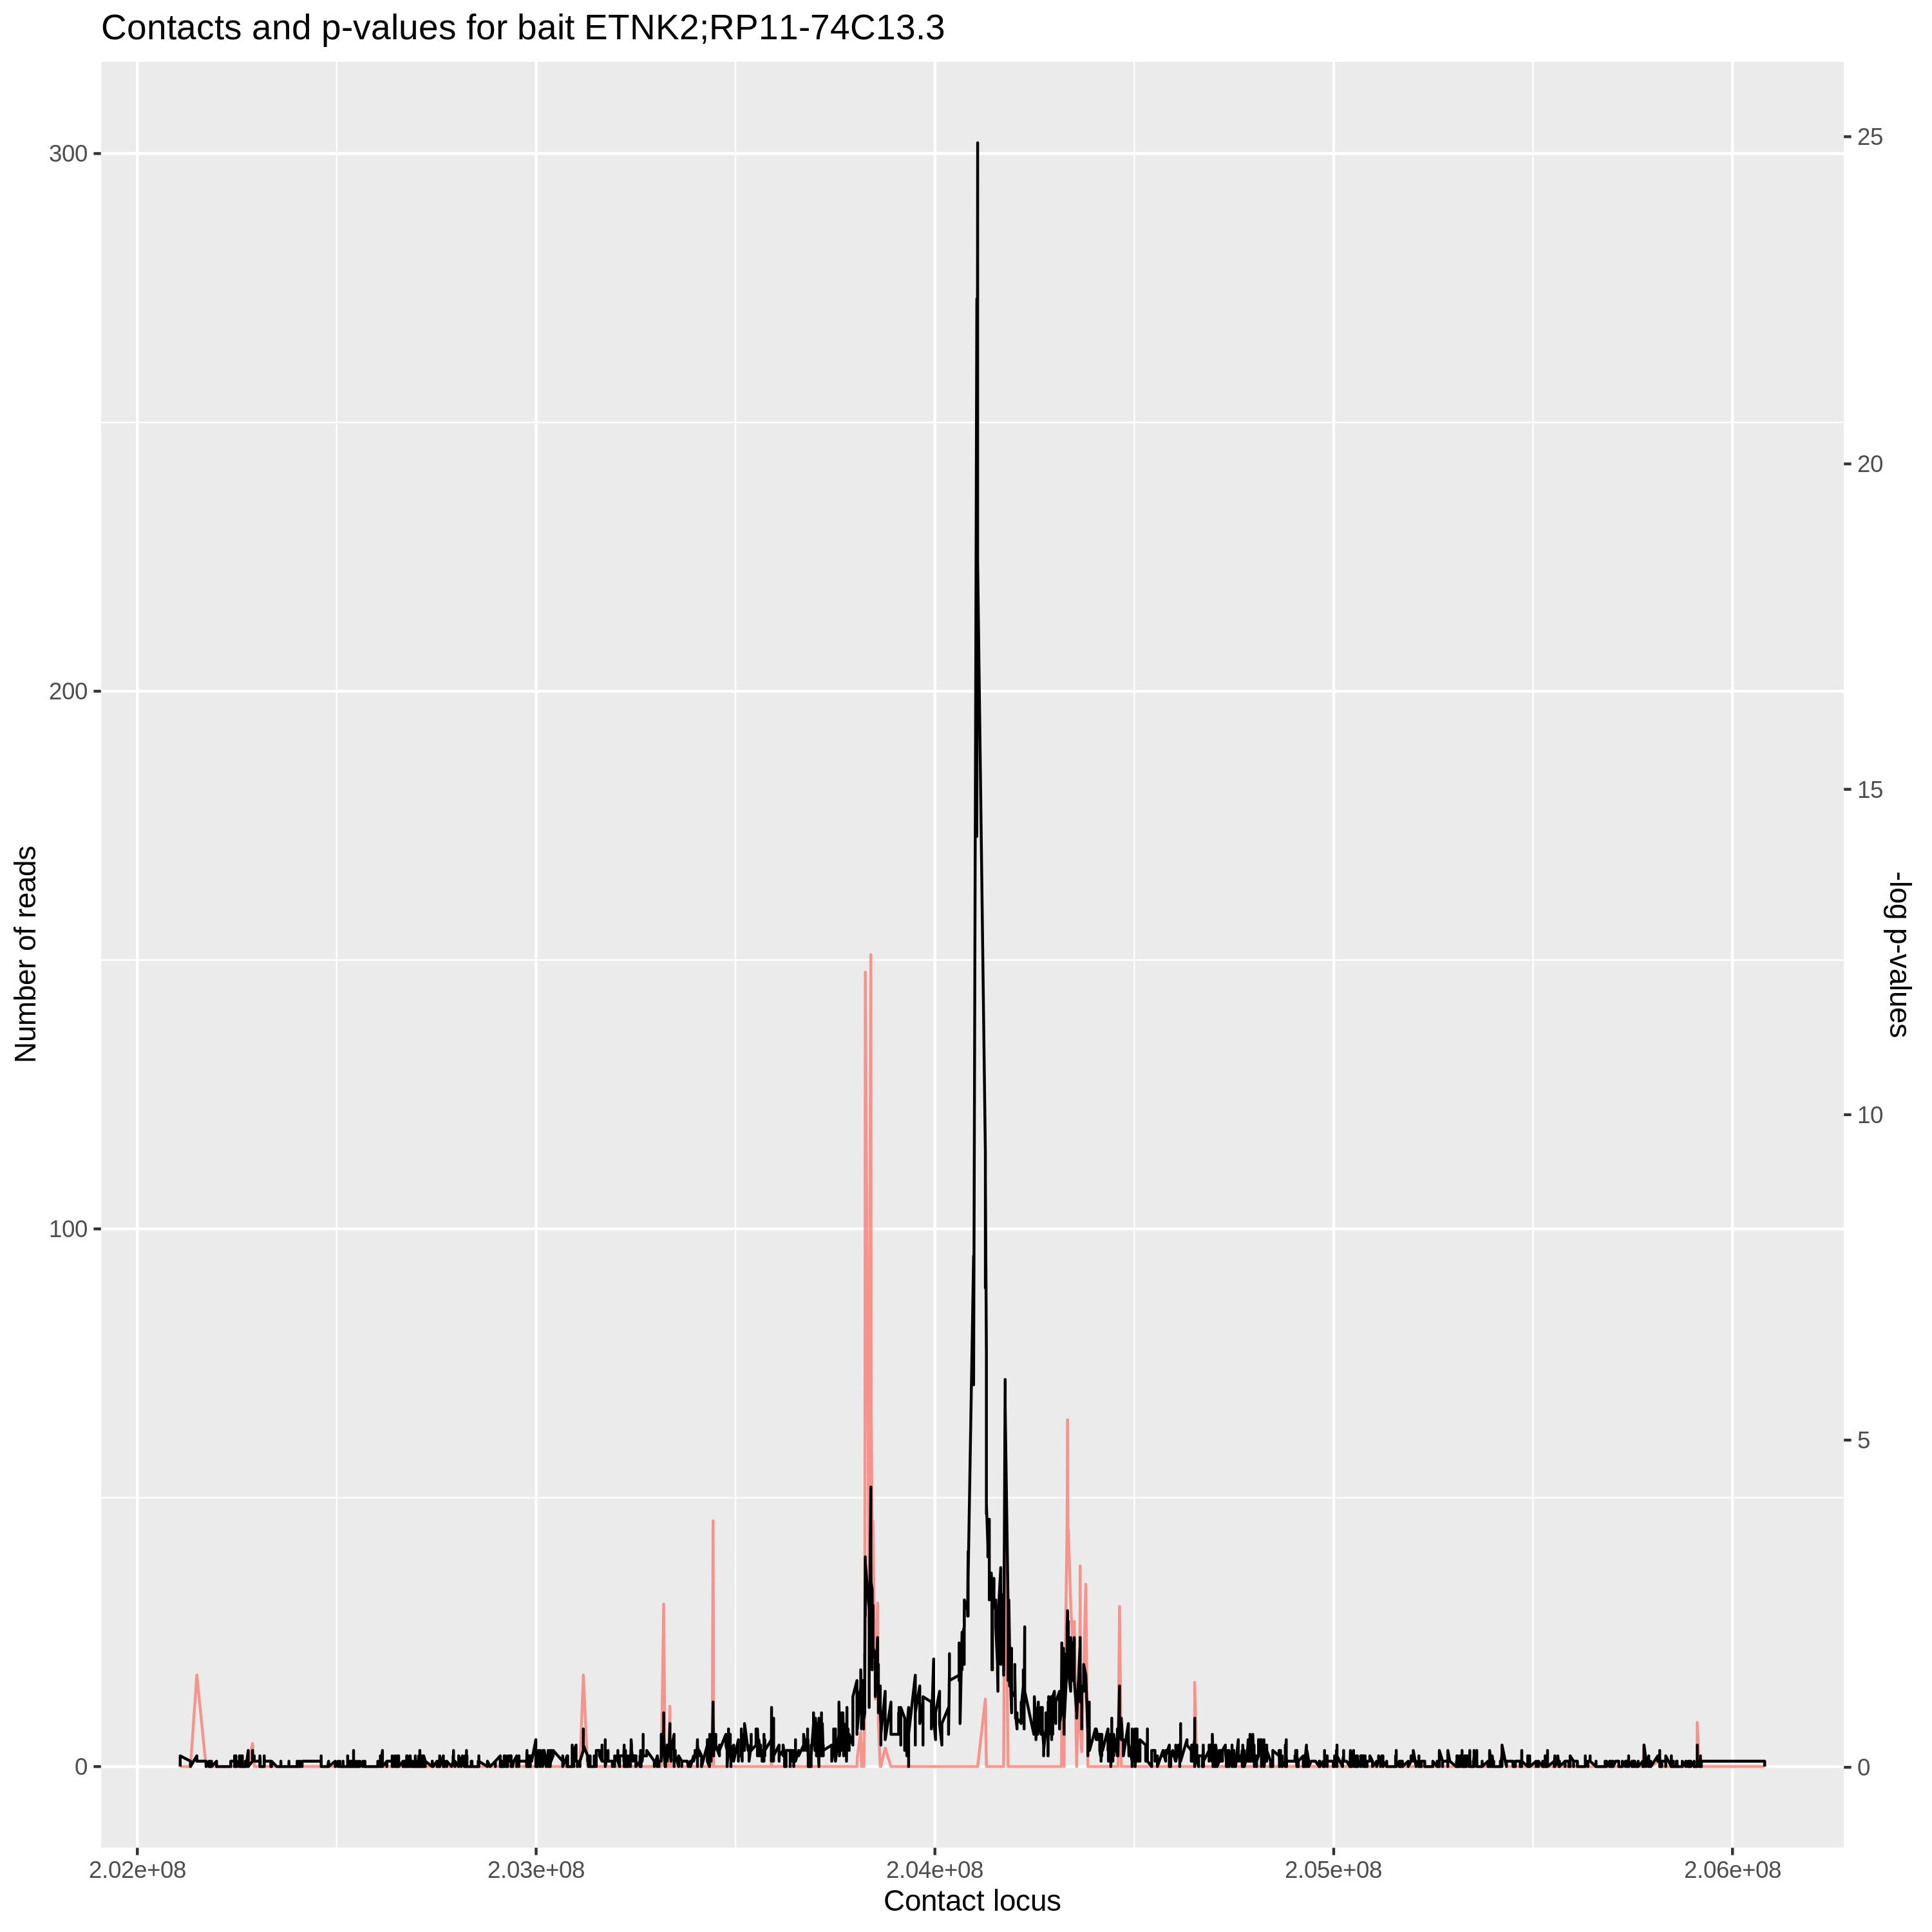 Contacts and p-values for bait ETNK2;RP11-74C13.3
300
200
100
0
Number of reads
25
20
15
10
5
0
-log p-values
2.02e+08 2.03e+08 2.04e+08 2.05e+08 2.06e+08
Contact locus